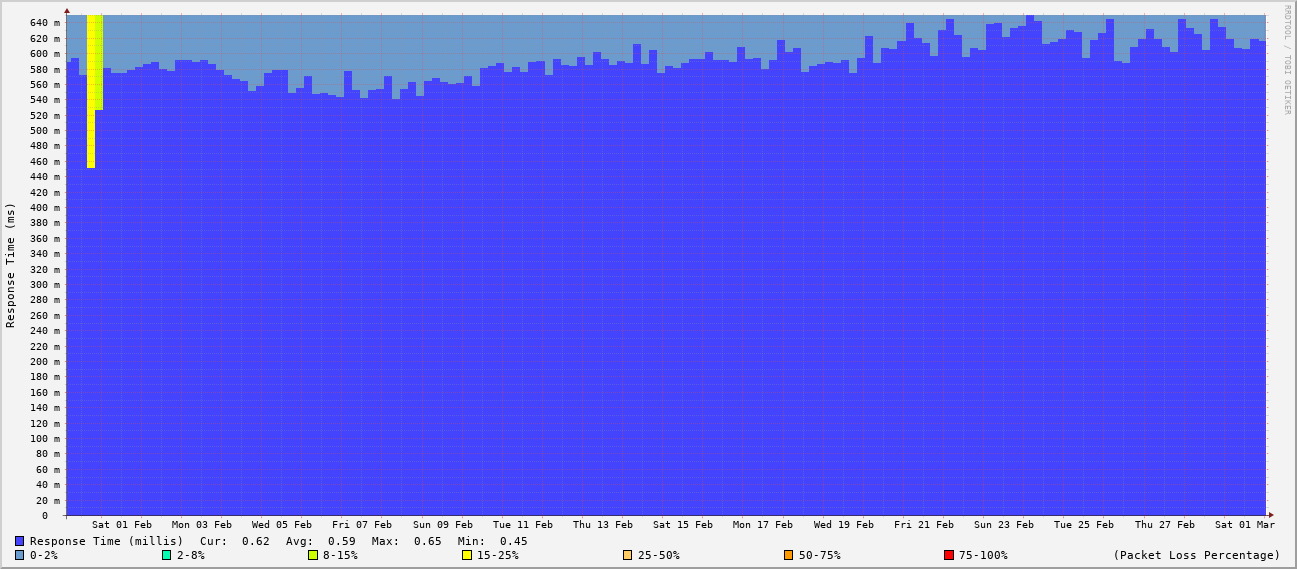 RRDTOOL / TOBI OETIKER
Response Time (ms)
640 m
620 m
600 m
580 m
560 m
540 m
520 m
500 m
480 m
460 m
440 m
420 m
400 m
380 m
360 m
340 m
320 m
300 m
280 m
260 m
240 m
220 m
200 m
180 m
160 m
140 m
120 m
100 m
80 m
60 m
40 m
20 m
0
Sat 01 Feb Mon 03 Feb Wed 05 Feb Fri 07 Feb Sun 09 Feb Tue 11 Feb Thu 13 Feb Sat 15 Feb Mon 17 Feb Wed 19 Feb Fri 21 Feb Sun 23 Feb Tue 25 Feb Thu 27 Feb Sat 01 Mar
Response Time (millis) Cur: 0.62 Avg: 0.59 Max: 0.65 Min: 0.45
0-2% 2-8% 8-15% 15-25% 25-50% 50-75% 75-100% (Packet Loss Percentage)